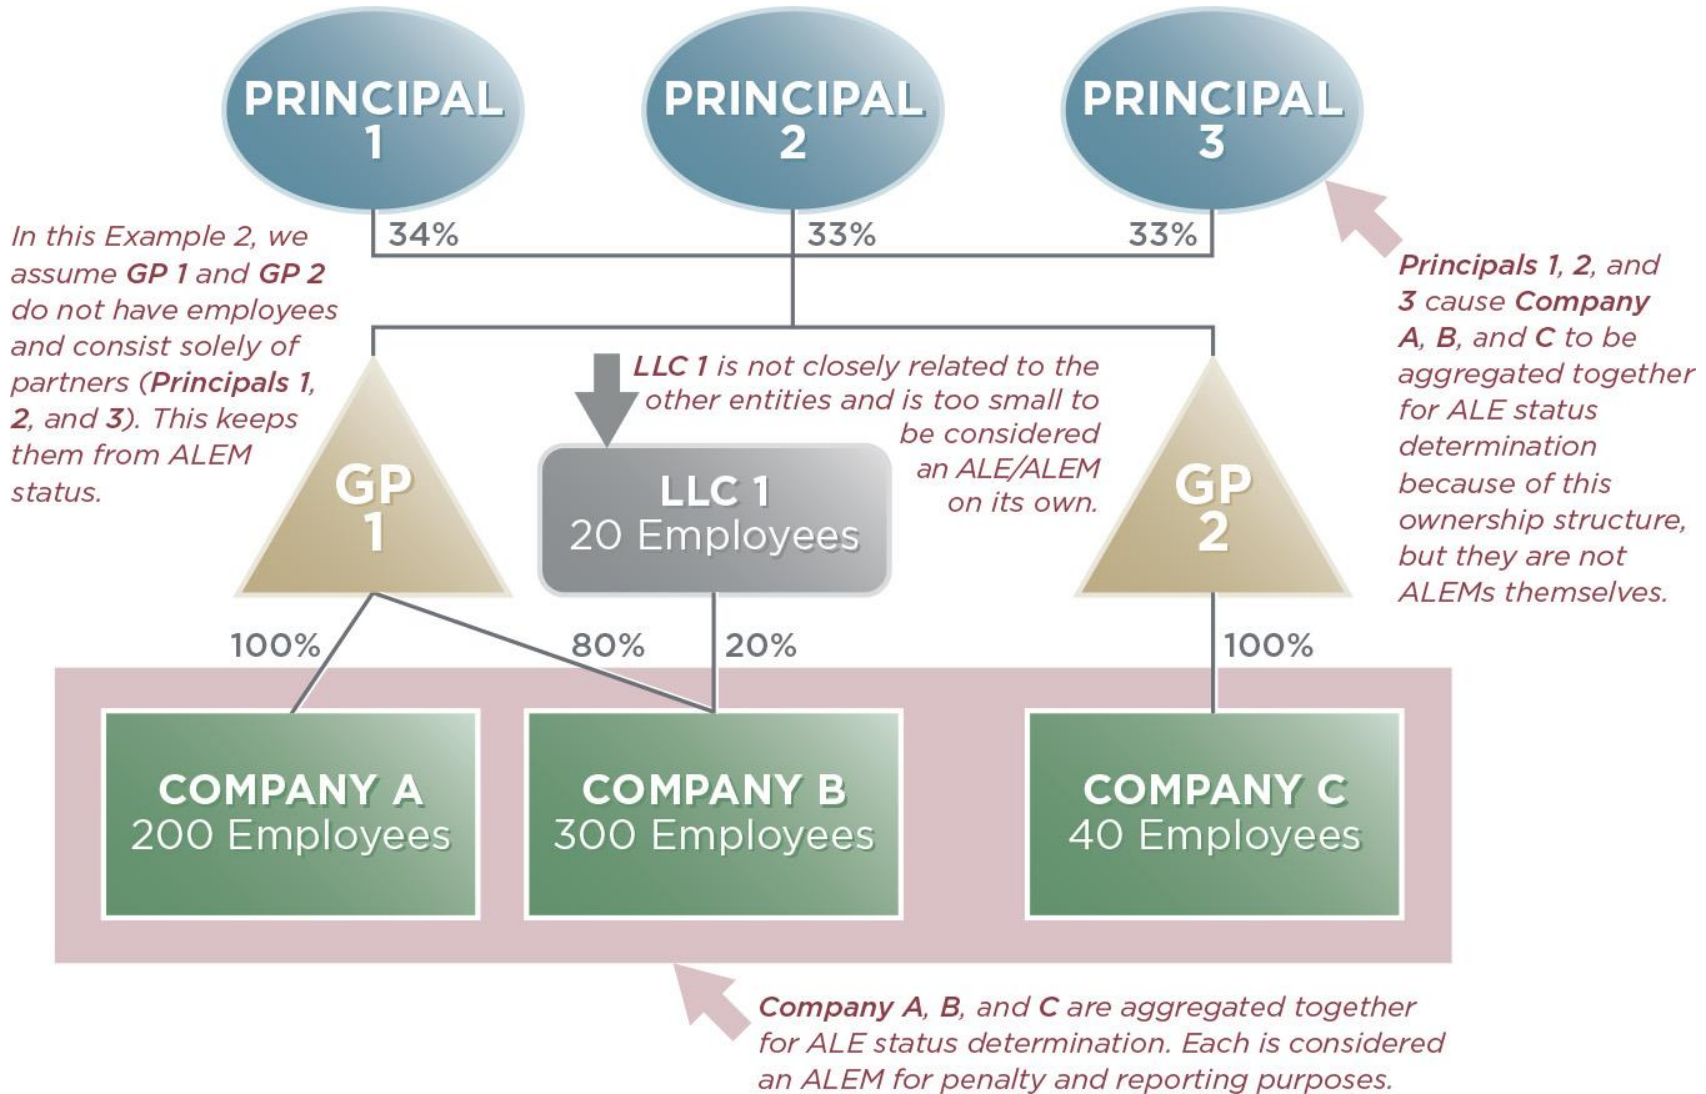 PRINCIPAL
1
PRINCIPAL
2
PRINCIPAL
3
34%
33%
33%
In this Example 2, we
assume GP 1 and GP 2
do not have employees
and consist solely of
partners (Principals 1,
2, and 3). This keeps
them from ALEM
status.
Principals 1, 2, and
3 cause Company
A, B, and C to be
aggregated together
for ALE status
determination
because of this
ownership structure,
but they are not
ALEMs themselves.
LLC 1 is not closely related to the
other entities and is too small to
be considered
an ALE/ALEM
on its own.
GP
1
LLC 1
20 Employees
GP
2
100%
80%
20%
100%
COMPANY A
200 Employees
COMPANY B
300 Employees
COMPANY C
40 Employees
Company A, B, and C are aggregated together
for ALE status determination. Each is considered
an ALEM for penalty and reporting purposes.